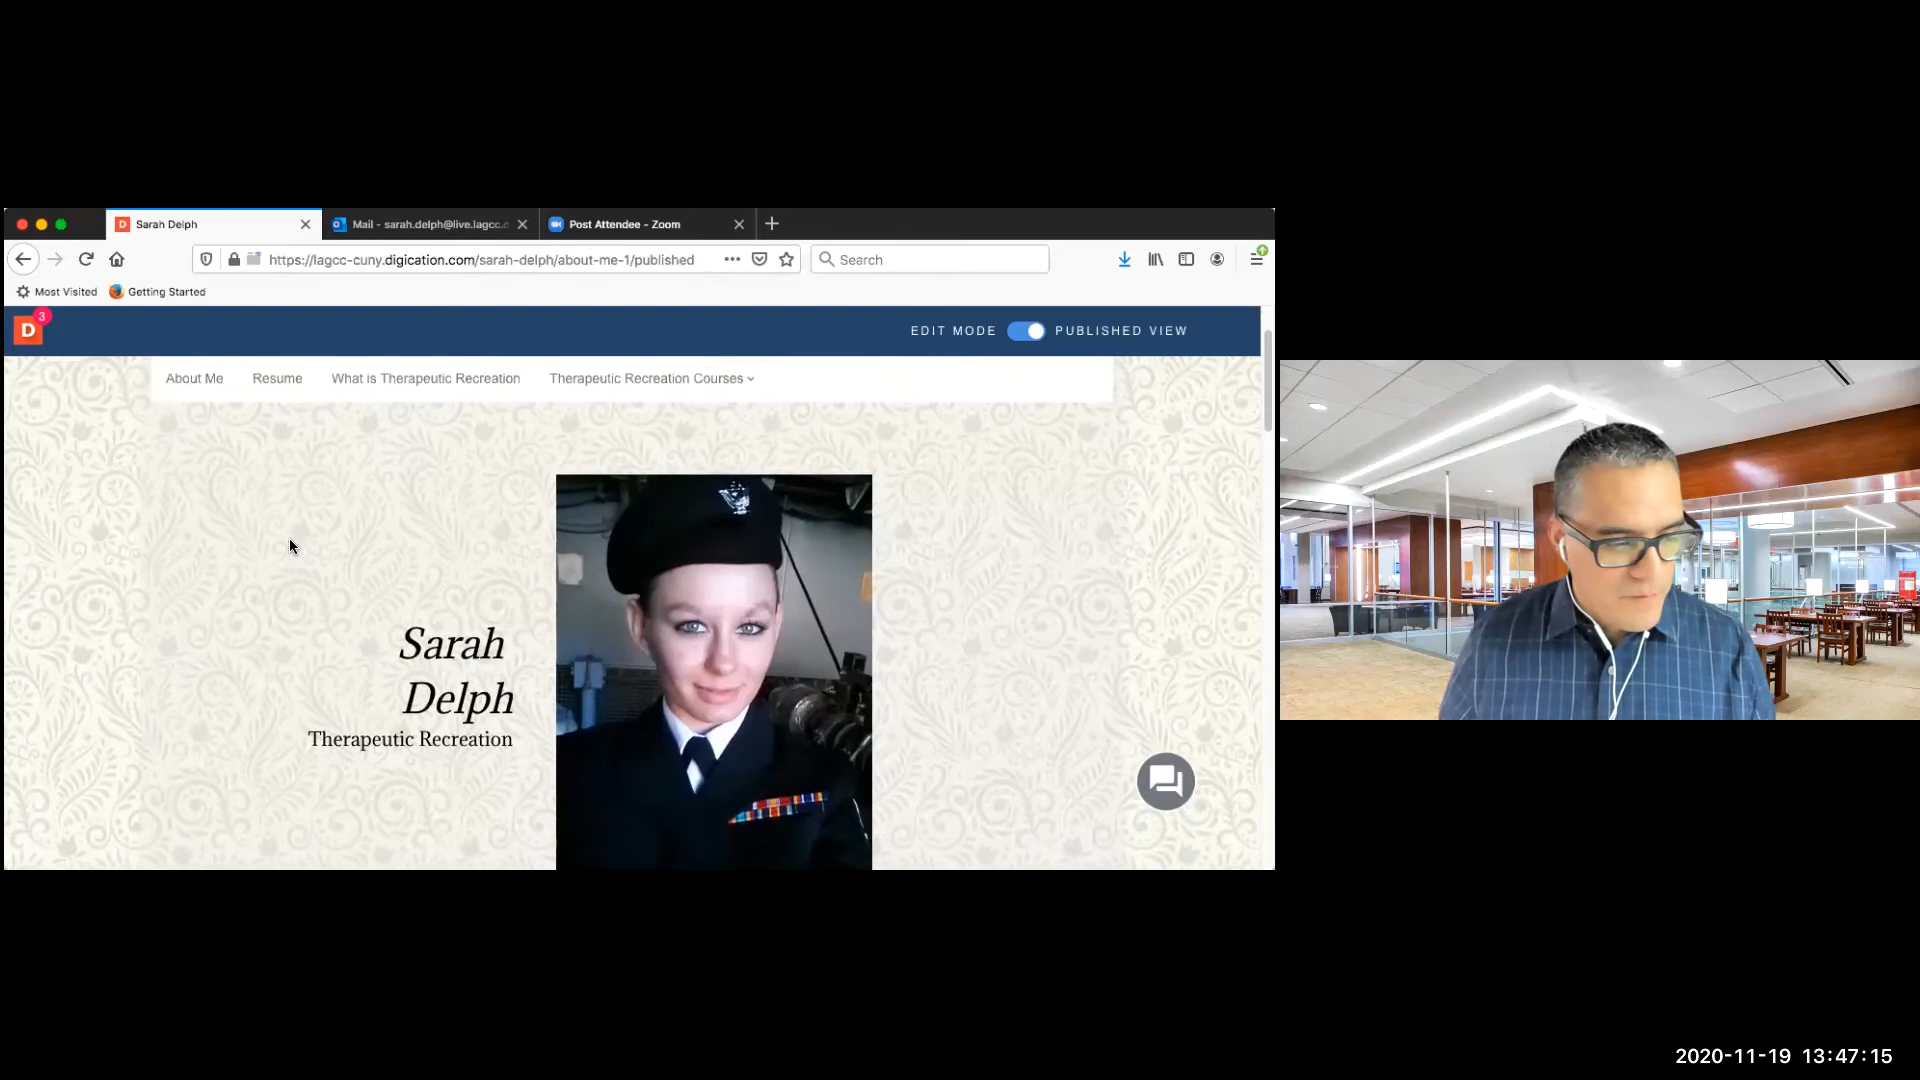 Sarah Delph
Mail - sarah.delph@live.lagcc.c
Post Attendee - Zoom
https://lagcc-cuny.digication.com/sarah-delph/about-me-1/published
Search
Most Visited
Getting Started
D
3
EDIT MODE
PUBLISHED VIEW
About Me
Resume
What is Therapeutic Recreation
Therapeutic Recreation Courses
Sarah
Delph
Therapeutic Recreation
2020-11-19 13:47:15